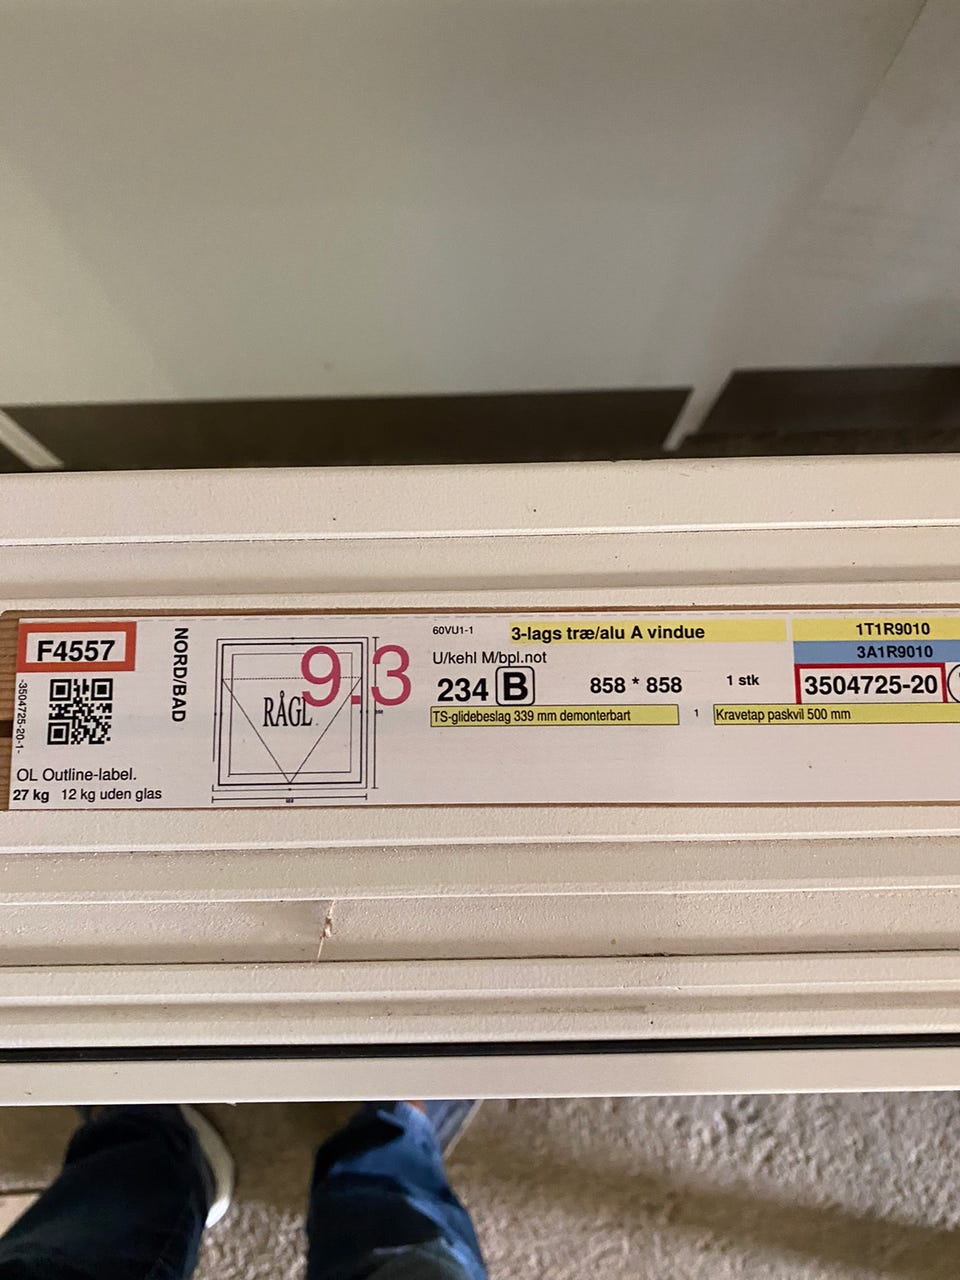 F4557
-3504725-20-1-
OL Outline-label.
27 kg 12 kg uden glas
NORD/BAD
9.3
RÅGL
60VU1-1
3-lags træ/alu A vindue
U/kehl M/bpl.not
234 B 858 * 858 1 stk
TS-glidebeslag 339 mm demonterbart 1 Kravetap paskvil 500 mm
1T1R9010
3A1R9010
3504725-20